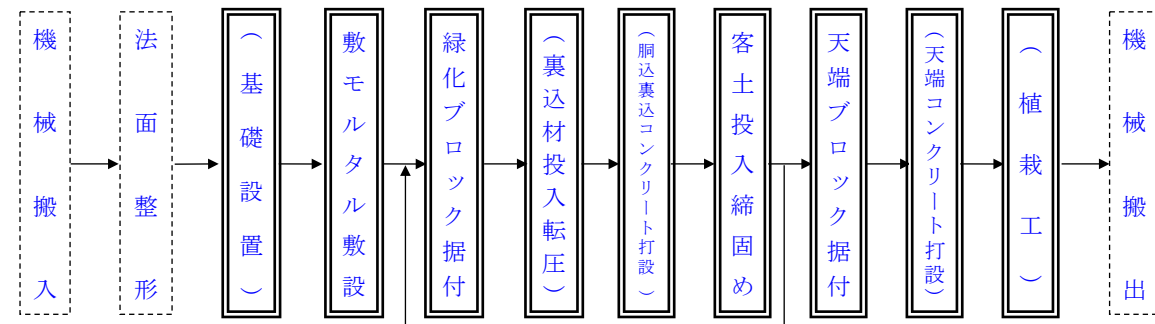 機械搬入
法面整形
（基礎設置）
敷モルタル敷設
緑化ブロック据付
（裏込材投入転圧）
（胴込裏込コンクリート打設）
客土投入締固め
天端ブロック据付
（天端コンクリート打設）
（植栽工）
機械搬出